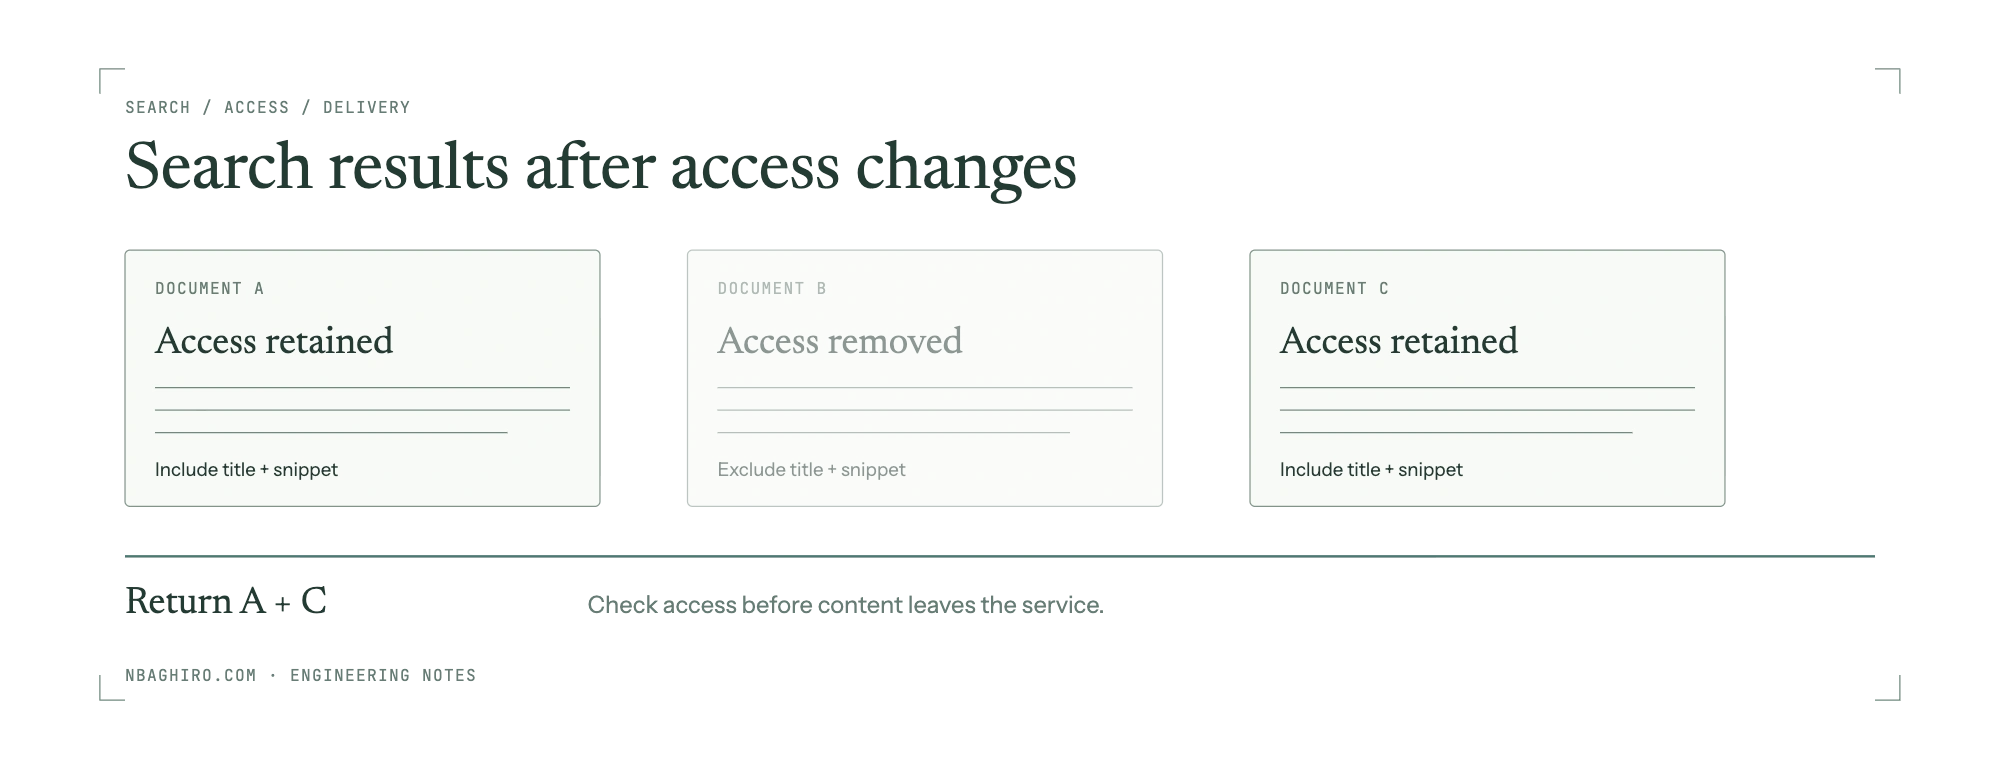 SEARCH / ACCESS / DELIVERY
Search results after access changes
DOCUMENT A
Access retained
Include title + snippet
DOCUMENT B
Access removed
Exclude title + snippet
DOCUMENT C
Access retained
Include title + snippet
Return A + C
Check access before content leaves the service.
NBAGHIRO.COM · ENGINEERING NOTES